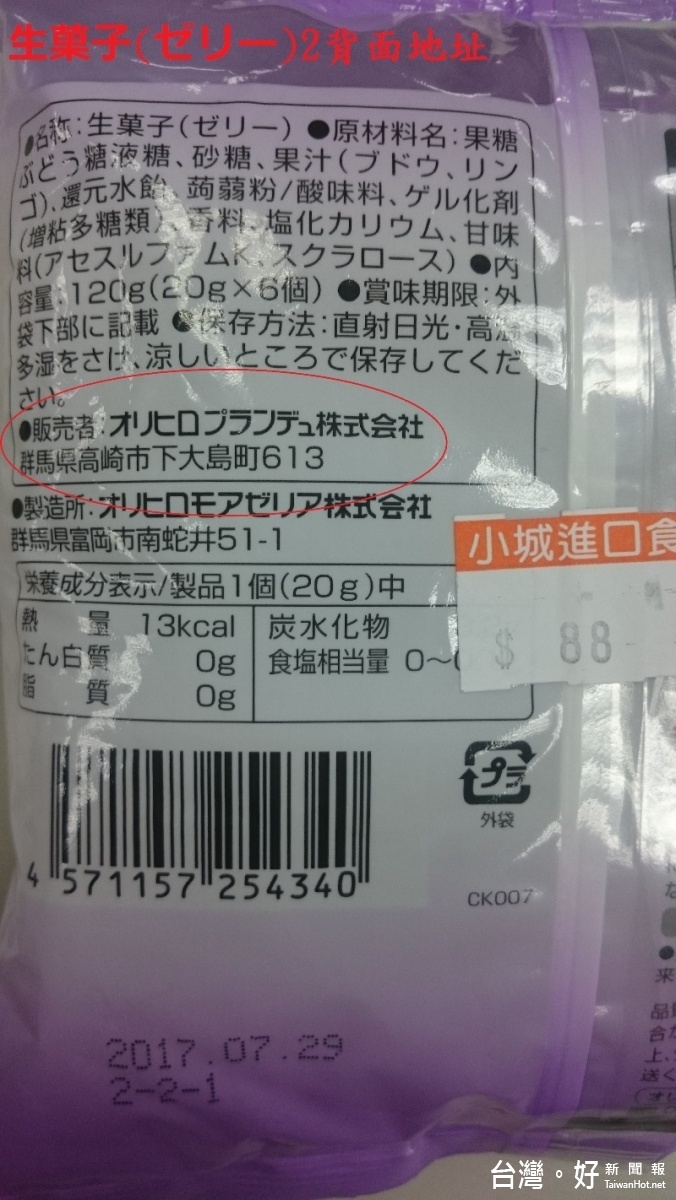 生菓子(ゼリー)2背面地址
●名称:生菓子(ゼリー) ●原材料名:果糖
ぶどう糖液糖、砂糖、果汁(ブドウ、リン
ゴ)、還元水飴、蒟蒻粉/酸味料、ゲル化剤
(増粘多糖類)、香料、塩化カリウム、甘味
料(アセスルファムK、スクラロース) ●内
容量:120g(20g×6個) ●賞味期限:外
袋下部に記載 ●保存方法:直射日光・高温
多湿をさけ、涼しいところで保存してくだ
さい。
●販売者:オリヒロプランデュ株式会社
群馬県高崎市下大島町613
●製造所:オリヒロモアゼリア株式会社
群馬県富岡市南蛇井51-1
栄養成分表示/製品1個(20g)中
熱量 13kcal
たん白質 0g
脂質 0g
炭水化物
食塩相当量 0〜
小城進口食
$ 88
プラ
外袋
4 571157 254340
CK007
2017.07.29
2-2-1
台灣。好新聞報
TaiwanHot.net